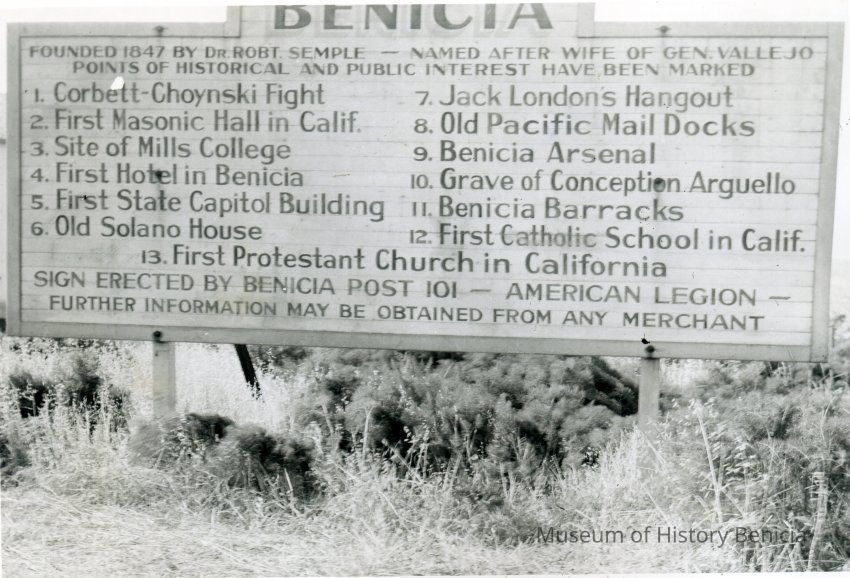 BENICIA
FOUNDED 1847 BY DR. ROBT. SEMPLE — NAMED AFTER WIFE OF GEN. VALLEJO
POINTS OF HISTORICAL AND PUBLIC INTEREST HAVE BEEN MARKED
1. Corbett-Choynski Fight
2. First Masonic Hall in Calif.
3. Site of Mills College
4. First Hotel in Benicia
5. First State Capitol Building
6. Old Solano House
7. Jack London's Hangout
8. Old Pacific Mail Docks
9. Benicia Arsenal
10. Grave of Conception Arguello
11. Benicia Barracks
12. First Catholic School in Calif.
13. First Protestant Church in California
SIGN ERECTED BY BENICIA POST 101 — AMERICAN LEGION —
FURTHER INFORMATION MAY BE OBTAINED FROM ANY MERCHANT
Museum of History Benicia